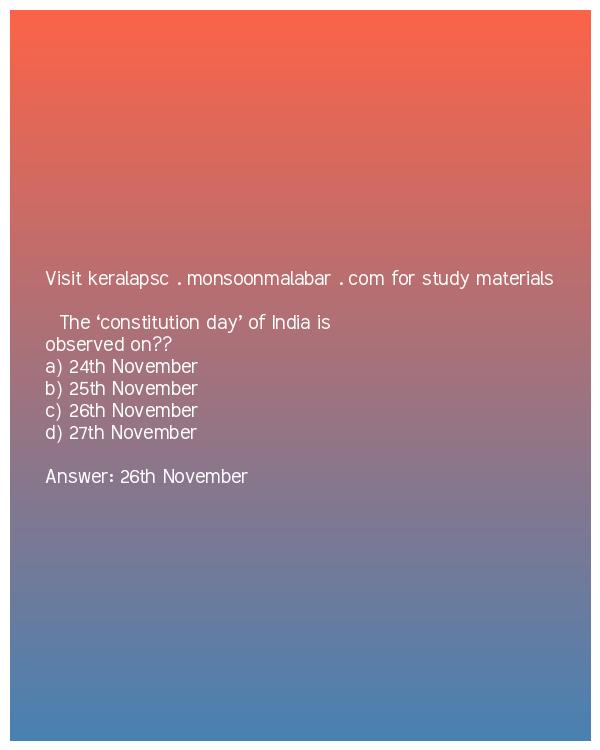 Visit keralapsc . monsoonmalabar . com for study materials
The ‘constitution day’ of India is
observed on??
a) 24th November
b) 25th November
c) 26th November
d) 27th November
Answer: 26th November